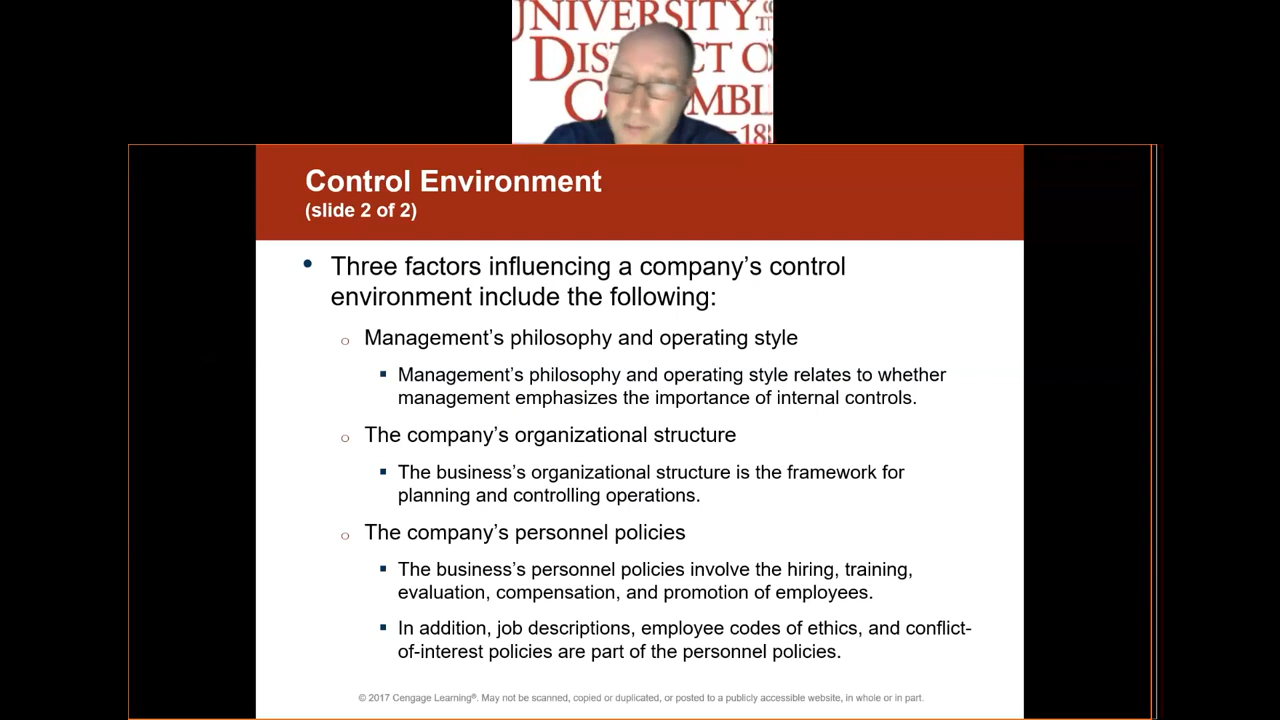 UNIVERSITY
DISTRICT O
C MBI
-18
Control Environment
(slide 2 of 2)
• Three factors influencing a company’s control
environment include the following:
o Management’s philosophy and operating style
▪ Management’s philosophy and operating style relates to whether
management emphasizes the importance of internal controls.
o The company’s organizational structure
▪ The business’s organizational structure is the framework for
planning and controlling operations.
o The company’s personnel policies
▪ The business’s personnel policies involve the hiring, training,
evaluation, compensation, and promotion of employees.
▪ In addition, job descriptions, employee codes of ethics, and conflict-
of-interest policies are part of the personnel policies.
© 2017 Cengage Learning®. May not be scanned, copied or duplicated, or posted to a publicly accessible website, in whole or in part.